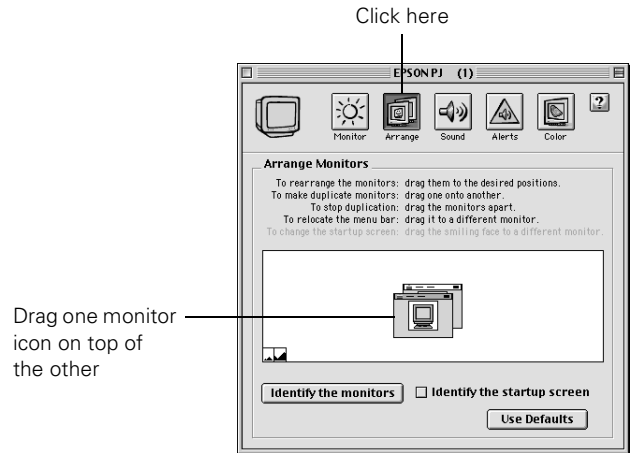 Click here
EPSON PJ (1)
Monitor
Arrange
Sound
Alerts
Color
?
Arrange Monitors
To rearrange the monitors: drag them to the desired positions.
To make duplicate monitors: drag one onto another.
To stop duplication: drag the monitors apart.
To relocate the menu bar: drag it to a different monitor.
To change the startup screen: drag the smiling face to a different monitor.
Drag one monitor
icon on top of
the other
Identify the monitors
Identify the startup screen
Use Defaults